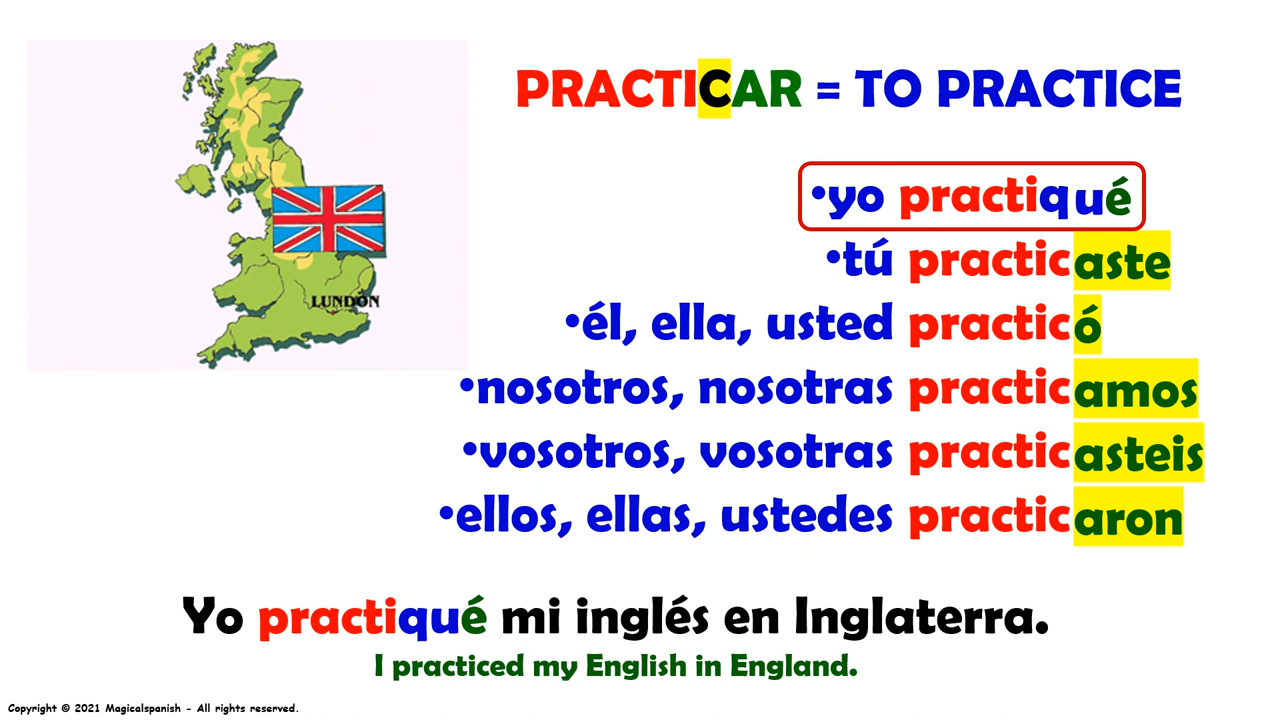 PRACTICAR = TO PRACTICE
•yo practiqué
•tú practicaste
•él, ella, usted practicó
•nosotros, nosotras practicamos
•vosotros, vosotras practicasteis
•ellos, ellas, ustedes practicaron
LUNDON
Yo practiqué mi inglés en Inglaterra.
I practiced my English in England.
Copyright © 2021 Magicalspanish - All rights reserved.